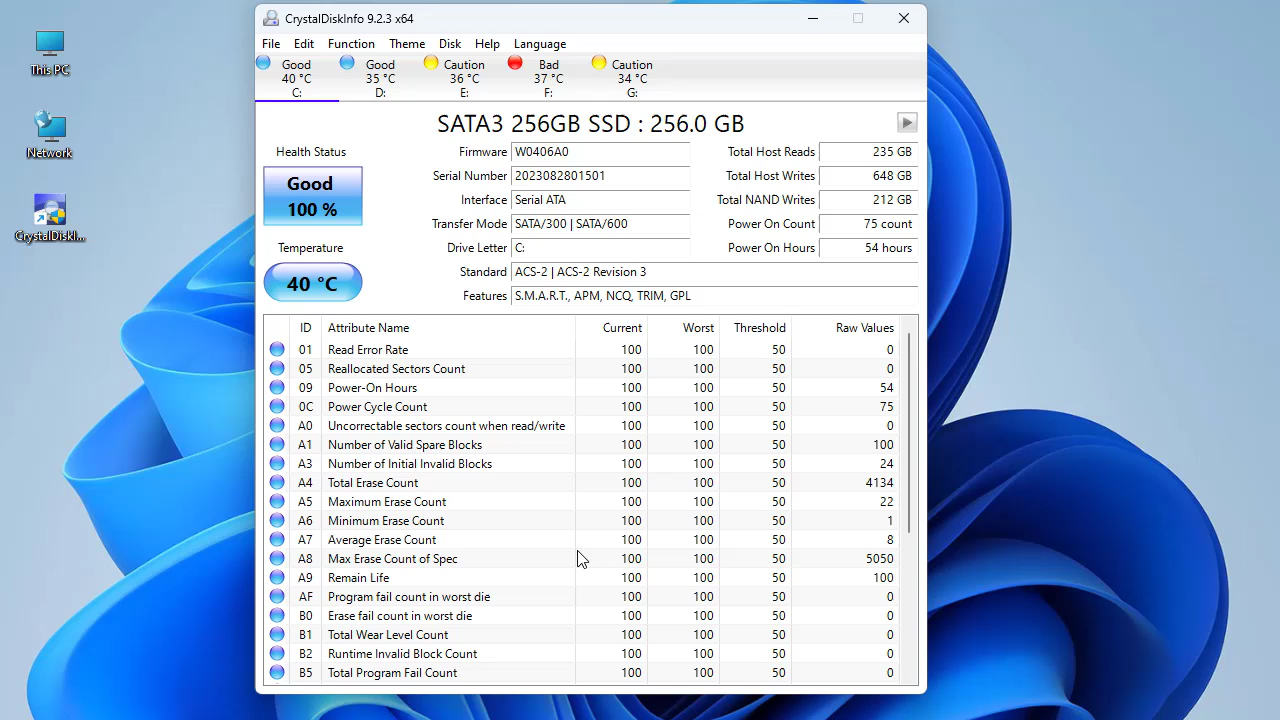 This PC
Network
CrystalDiskI...
CrystalDiskInfo 9.2.3 x64
File Edit Function Theme Disk Help Language
Good Good Caution Bad Caution
40 °C 35 °C 36 °C 37 °C 34 °C
C: D: E: F: G:
SATA3 256GB SSD : 256.0 GB
Health Status
Good
100 %
Temperature
40 °C
Firmware W0406A0
Serial Number 2023082801501
Interface Serial ATA
Transfer Mode SATA/300 | SATA/600
Drive Letter C:
Standard ACS-2 | ACS-2 Revision 3
Features S.M.A.R.T., APM, NCQ, TRIM, GPL
Total Host Reads 235 GB
Total Host Writes 648 GB
Total NAND Writes 212 GB
Power On Count 75 count
Power On Hours 54 hours
ID Attribute Name Current Worst Threshold Raw Values
01 Read Error Rate 100 100 50 0
05 Reallocated Sectors Count 100 100 50 0
09 Power-On Hours 100 100 50 54
0C Power Cycle Count 100 100 50 75
A0 Uncorrectable sectors count when read/write 100 100 50 0
A1 Number of Valid Spare Blocks 100 100 50 100
A3 Number of Initial Invalid Blocks 100 100 50 24
A4 Total Erase Count 100 100 50 4134
A5 Maximum Erase Count 100 100 50 22
A6 Minimum Erase Count 100 100 50 1
A7 Average Erase Count 100 100 50 8
A8 Max Erase Count of Spec 100 100 50 5050
A9 Remain Life 100 100 50 100
AF Program fail count in worst die 100 100 50 0
B0 Erase fail count in worst die 100 100 50 0
B1 Total Wear Level Count 100 100 50 0
B2 Runtime Invalid Block Count 100 100 50 0
B5 Total Program Fail Count 100 100 50 0